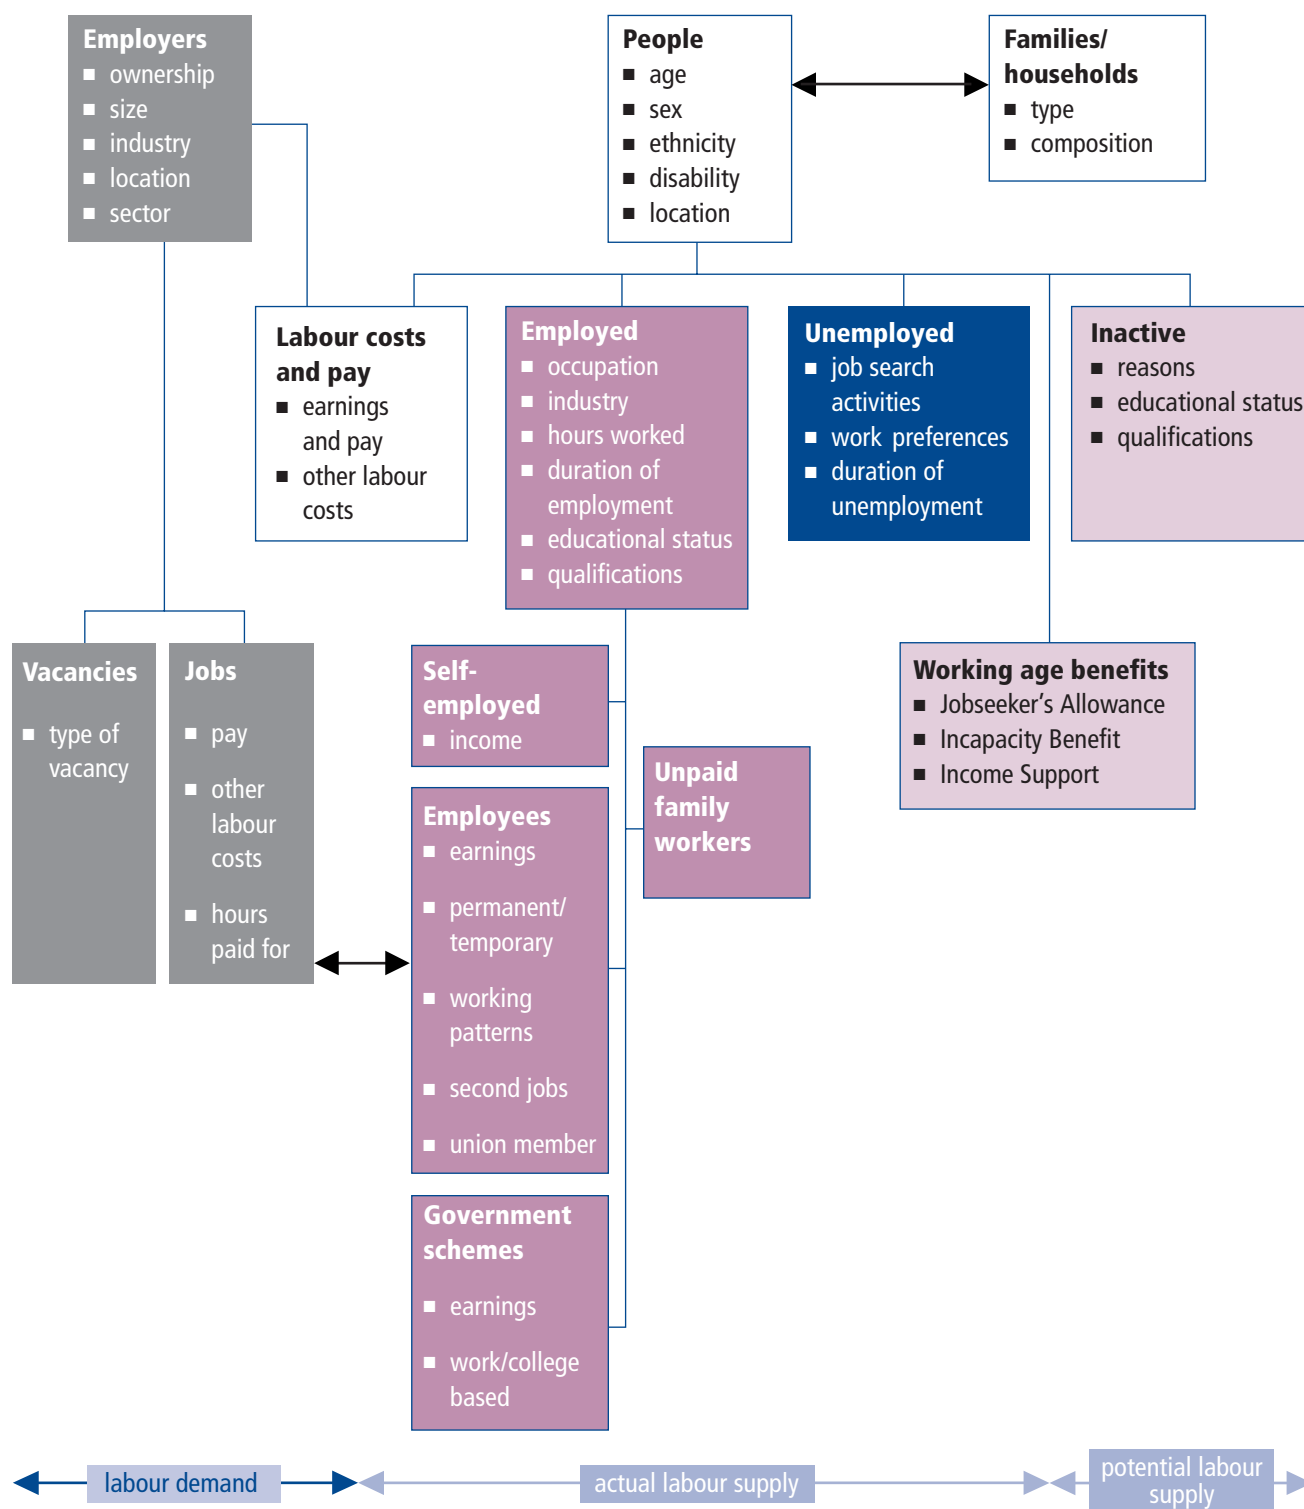 Employers
■ ownership
■ size
■ industry
■ location
■ sector
People
■ age
■ sex
■ ethnicity
■ disability
■ location
Families/
households
■ type
■ composition
Labour costs
and pay
■ earnings
and pay
■ other labour
costs
Employed
■ occupation
■ industry
■ hours worked
■ duration of
employment
■ educational status
■ qualifications
Unemployed
■ job search
activities
■ work preferences
■ duration of
unemployment
Inactive
■ reasons
■ educational status
■ qualifications
Vacancies
■ type of
vacancy
Jobs
■ pay
■ other
labour
costs
■ hours
paid for
Self-
employed
■ income
Employees
■ earnings
■ permanent/
temporary
■ working
patterns
■ second jobs
■ union member
Government
schemes
■ earnings
■ work/college
based
Unpaid
family
workers
Working age benefits
■ Jobseeker’s Allowance
■ Incapacity Benefit
■ Income Support
labour demand
actual labour supply
potential labour
supply